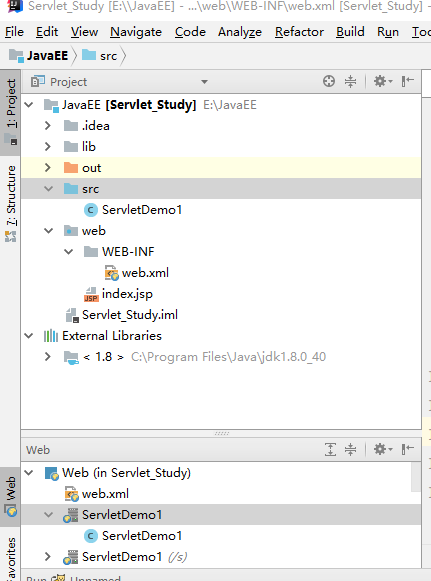 Servlet_Study [E:\JavaEE] - ...\web\WEB-INF\web.xml [Servlet_Study]
File Edit View Navigate Code Analyze Refactor Build Run
JavaEE src
1: Project
Project
JavaEE [Servlet_Study] E:\JavaEE
.idea
lib
out
src
C ServletDemo1
web
WEB-INF
web.xml
JSP index.jsp
Servlet_Study.iml
External Libraries
< 1.8 > C:\Program Files\Java\jdk1.8.0_40
7: Structure
Web
Web (in Servlet_Study)
web.xml
ServletDemo1
C ServletDemo1
ServletDemo1 (/s)
Web
Run Unnamed